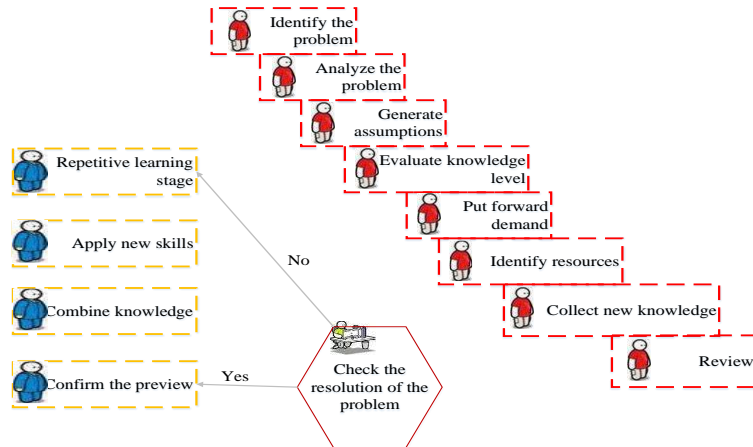 Identify the
problem
Analyze the
problem
Generate
assumptions
Evaluate knowledge
level
Put forward
demand
Identify resources
Collect new knowledge
Review
Repetitive learning
stage
Apply new skills
Combine knowledge
Confirm the preview
No
Yes
Check the
resolution of the
problem